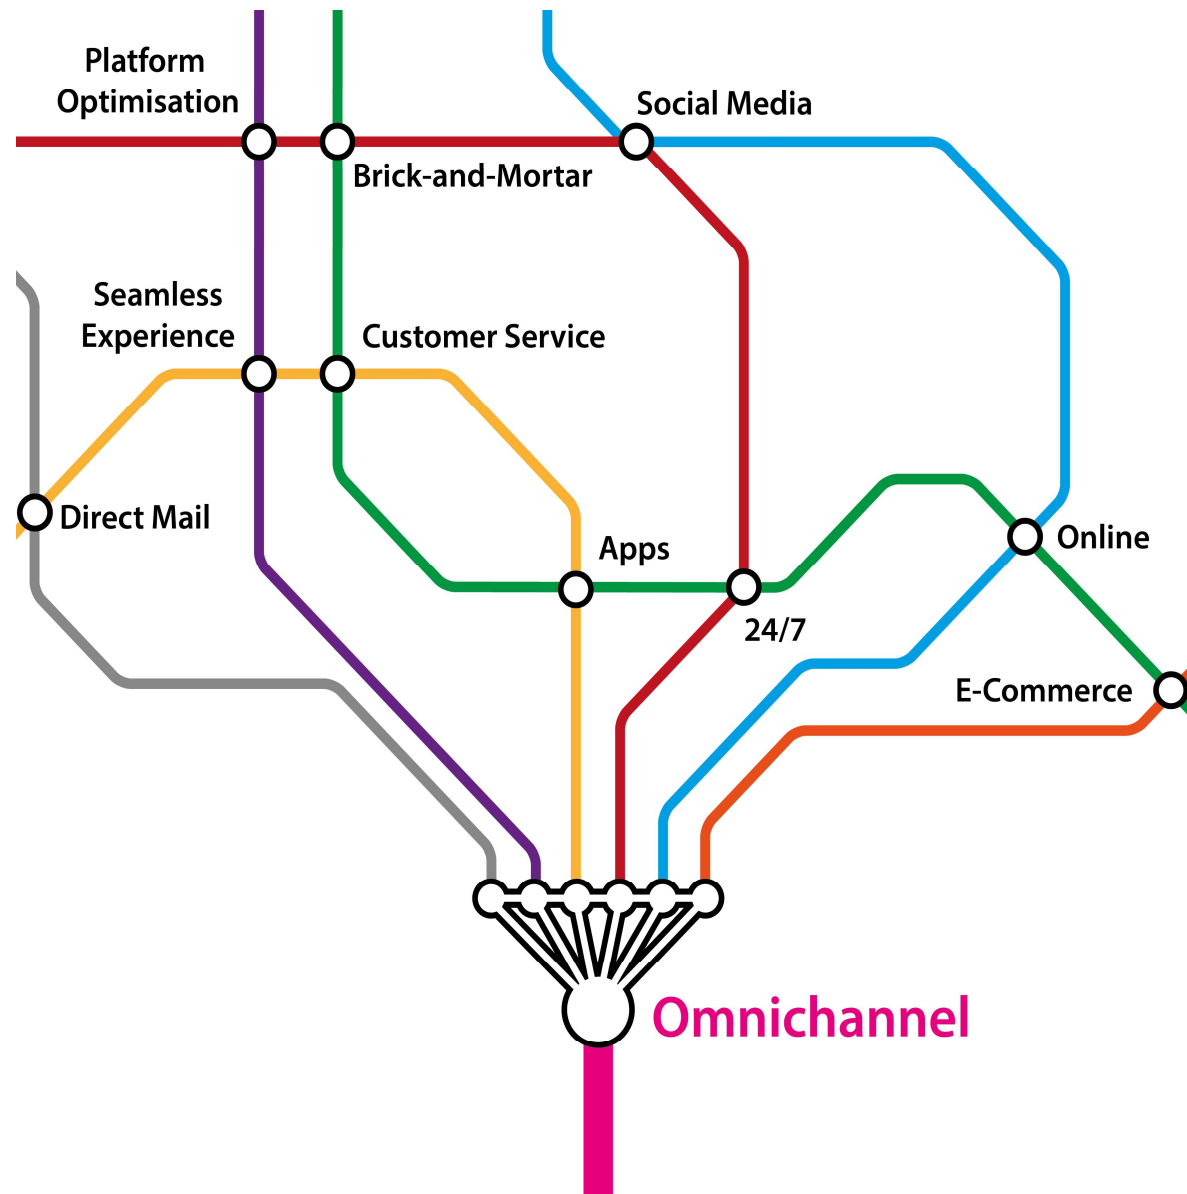 Platform
Optimisation
Social Media
Brick-and-Mortar
Seamless
Experience
Customer Service
Direct Mail
Apps
Online
24/7
E-Commerce
Omnichannel